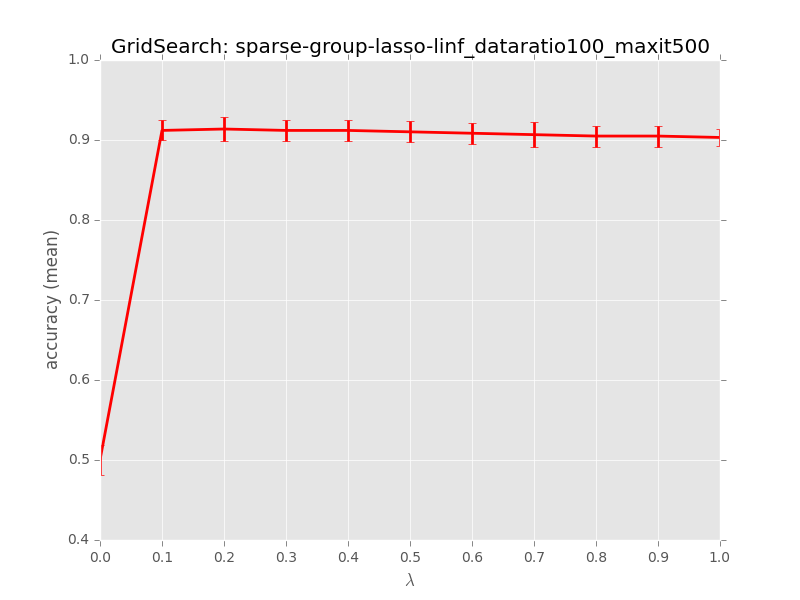 GridSearch: sparse-group-lasso-linf_dataratio100_maxit500
1.0
0.9
0.8
0.7
0.6
0.5
0.4
accuracy (mean)
0.0 0.1 0.2 0.3 0.4 0.5 0.6 0.7 0.8 0.9 1.0
λ